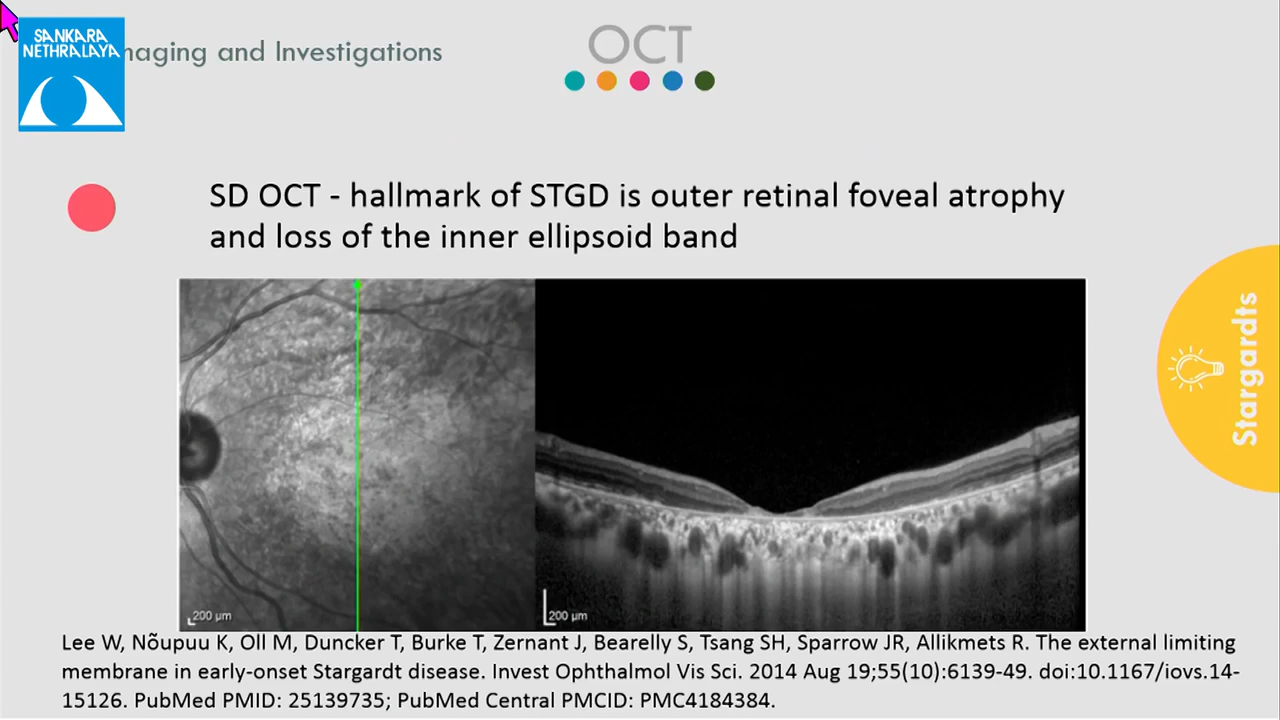 SANKARA
NETHRALAYA
maging and Investigations
OCT
SD OCT - hallmark of STGD is outer retinal foveal atrophy
and loss of the inner ellipsoid band
Stargardts
200 µm
200 µm
Lee W, Nõupuu K, Oll M, Duncker T, Burke T, Zernant J, Bearelly S, Tsang SH, Sparrow JR, Allikmets R. The external limiting
membrane in early-onset Stargardt disease. Invest Ophthalmol Vis Sci. 2014 Aug 19;55(10):6139-49. doi:10.1167/iovs.14-
15126. PubMed PMID: 25139735; PubMed Central PMCID: PMC4184384.